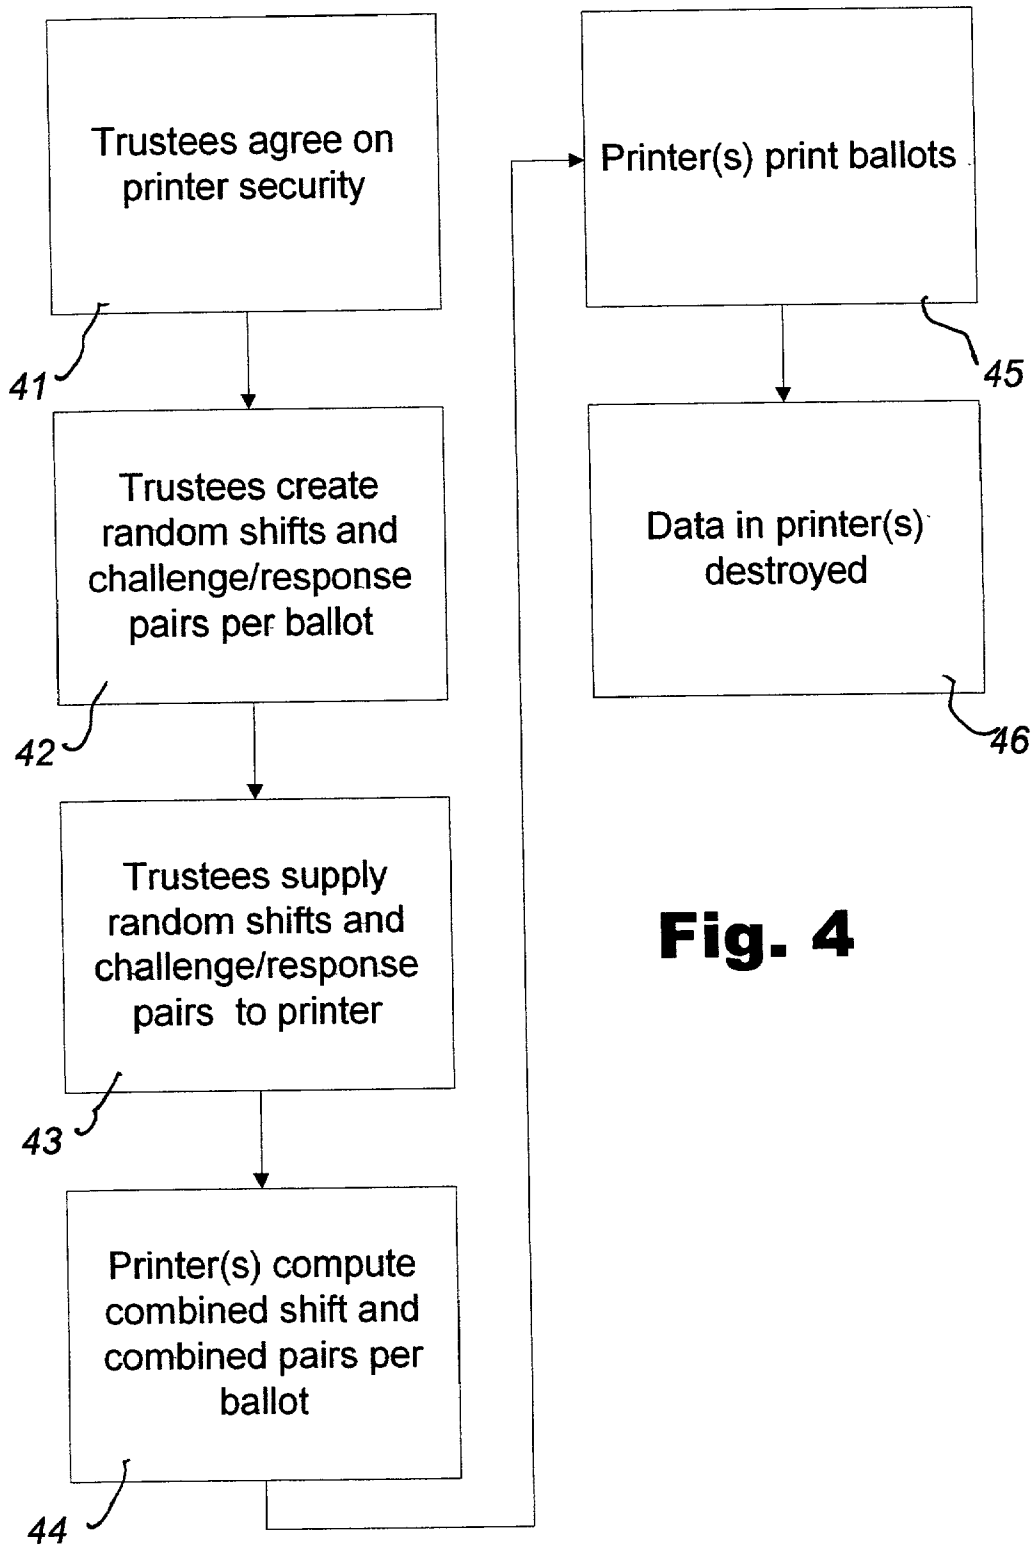 Trustees agree on
printer security
41
Trustees create
random shifts and
challenge/response
pairs per ballot
42
Trustees supply
random shifts and
challenge/response
pairs to printer
43
Printer(s) compute
combined shift and
combined pairs per
ballot
44
Printer(s) print ballots
45
Data in printer(s)
destroyed
46
Fig. 4